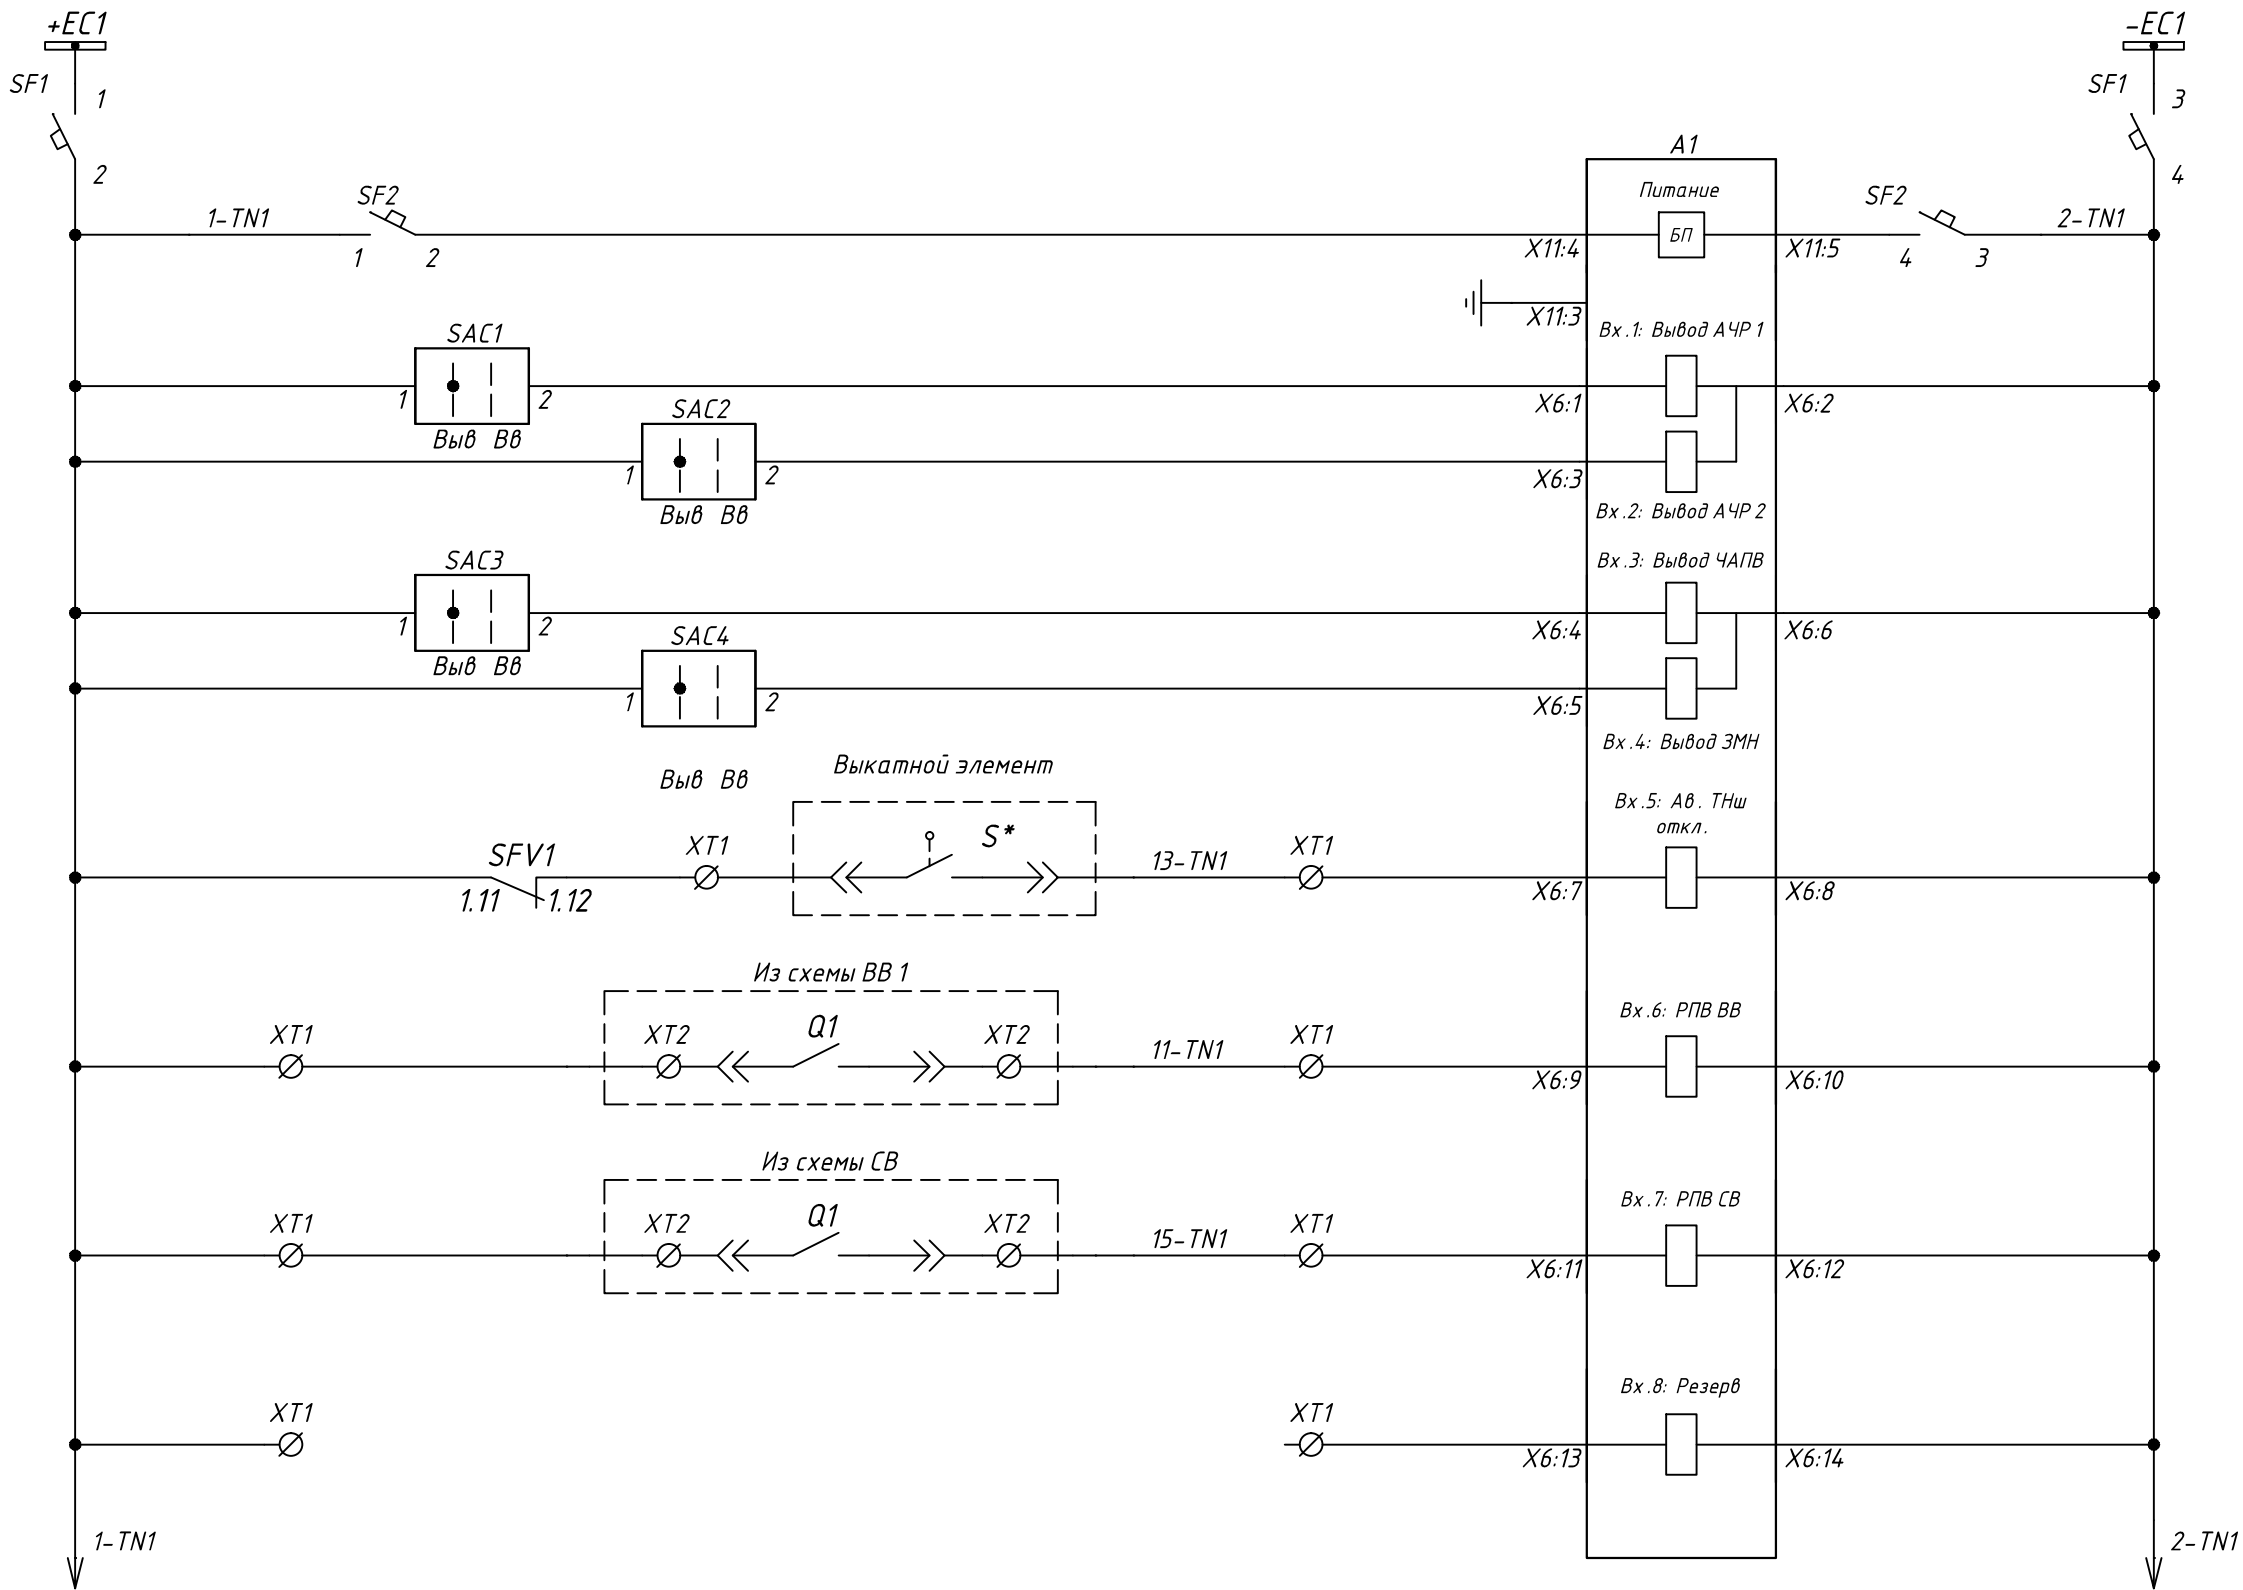 +EC1
-EC1
SF1
1
SF1
3
2
4
A1
Питание
1-TN1
SF2
БП
SF2
2-TN1
1
2
X11:4
X11:5
4
3
X11:3
Вх.1: Вывод АЧР 1
SAC1
1
2
X6:1
X6:2
Выв Вв
SAC2
1
2
X6:3
Выв Вв
Вх.2: Вывод АЧР 2
Вх.3: Вывод ЧАПВ
SAC3
1
2
X6:4
X6:6
Выв Вв
SAC4
1
2
X6:5
Вх.4: Вывод ЗМН
Выв Вв
Выкатной элемент
Вх.5: Ав. ТНш
откл.
SFV1
XT1
S*
13-TN1
XT1
1.11
1.12
X6:7
X6:8
Из схемы ВВ 1
Вх.6: РПВ ВВ
XT1
XT2
Q1
XT2
11-TN1
XT1
X6:9
X6:10
Из схемы СВ
Вх.7: РПВ СВ
XT1
XT2
Q1
XT2
15-TN1
XT1
X6:11
X6:12
Вх.8: Резерв
XT1
XT1
X6:13
X6:14
1-TN1
2-TN1